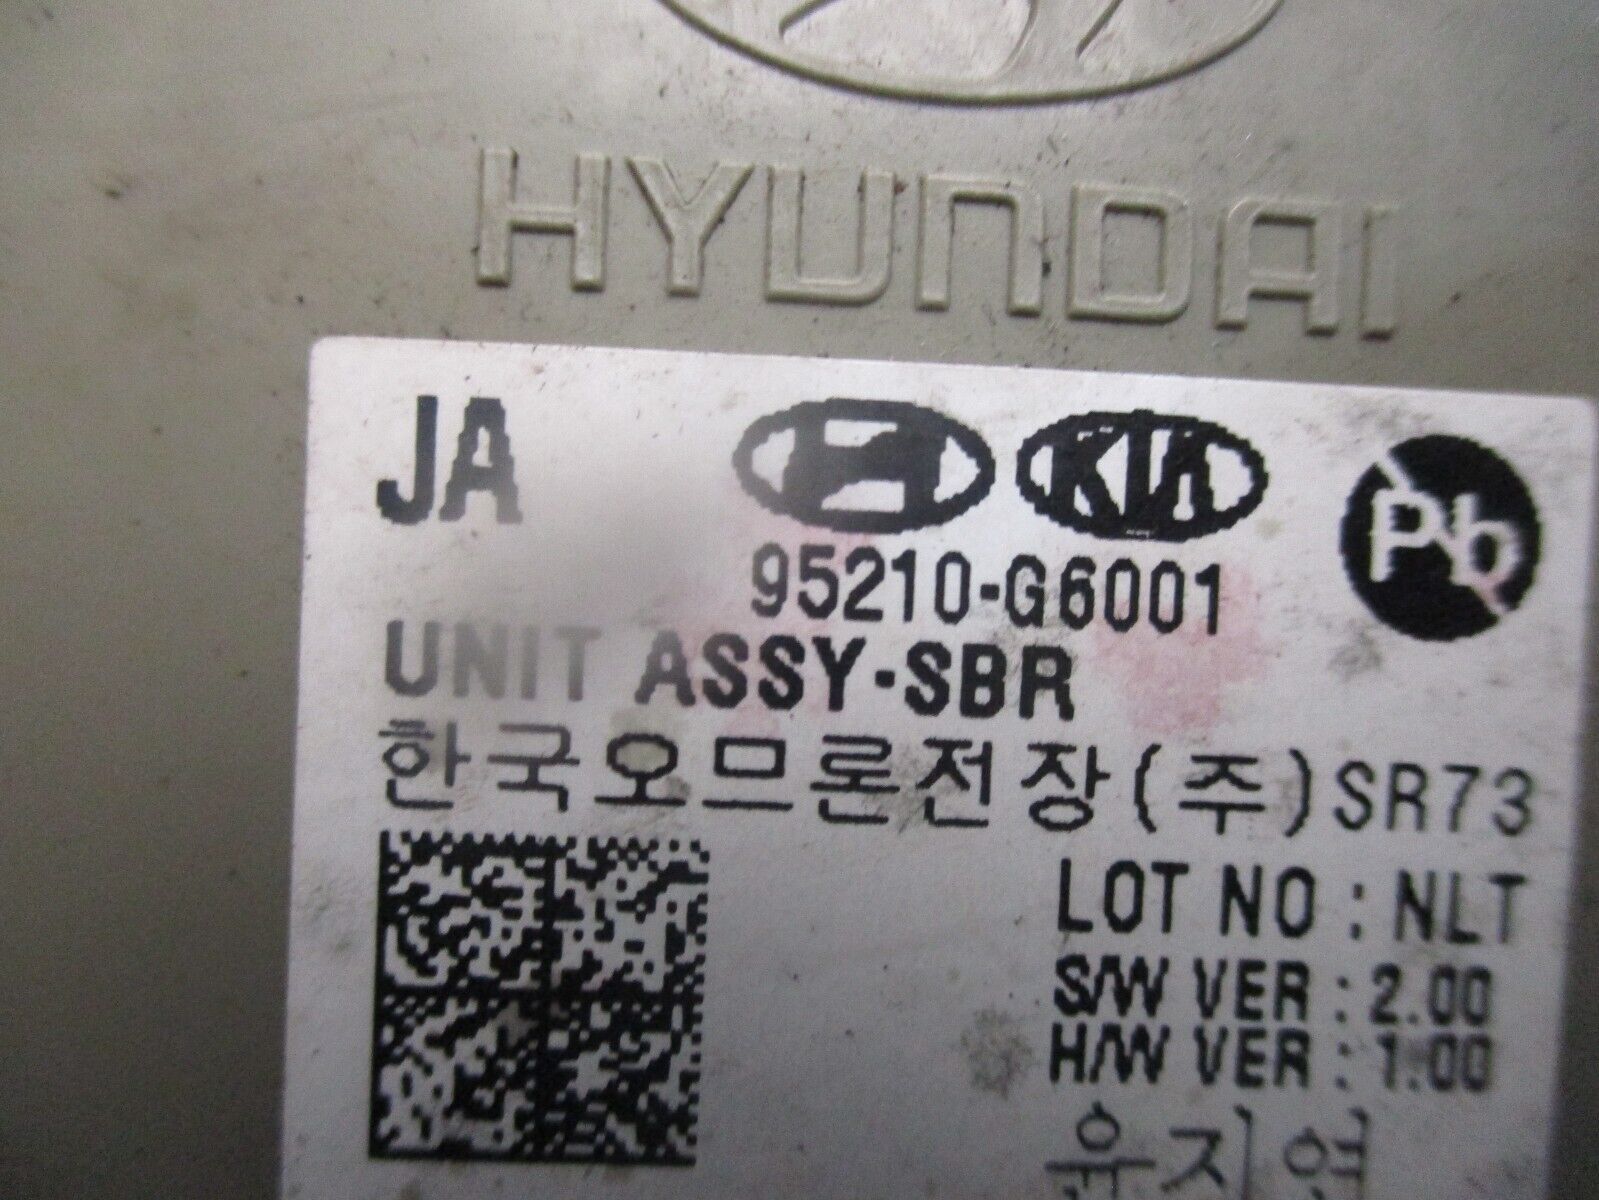 HYUNDAI
JA
KIA
Pb
95210-G6001
UNIT ASSY-SBR
한국오므론전장(주)SR73
LOT NO : NLT
S/W VER : 2.00
H/W VER : 1.00